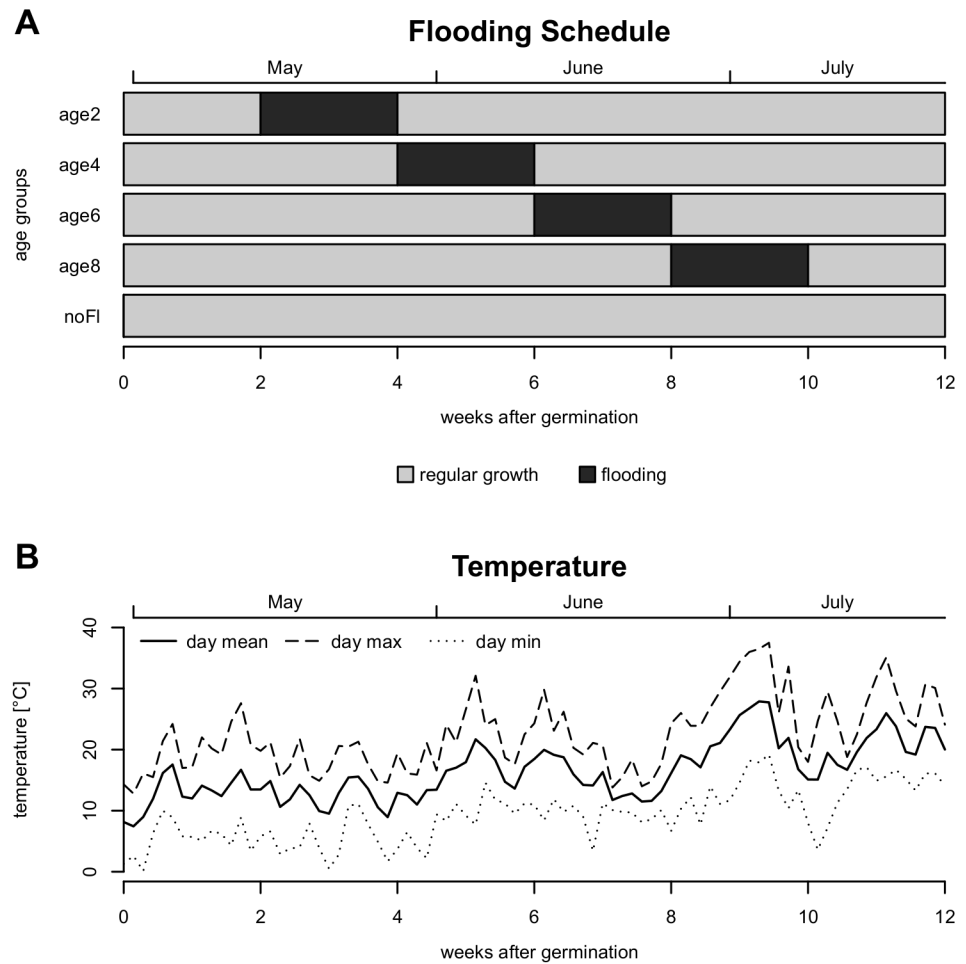 A
Flooding Schedule
May June July
age groups
age2
age4
age6
age8
noFl
0 2 4 6 8 10 12
weeks after germination
regular growth flooding
B
Temperature
May June July
temperature [°C]
40
30
20
10
0
day mean day max day min
0 2 4 6 8 10 12
weeks after germination